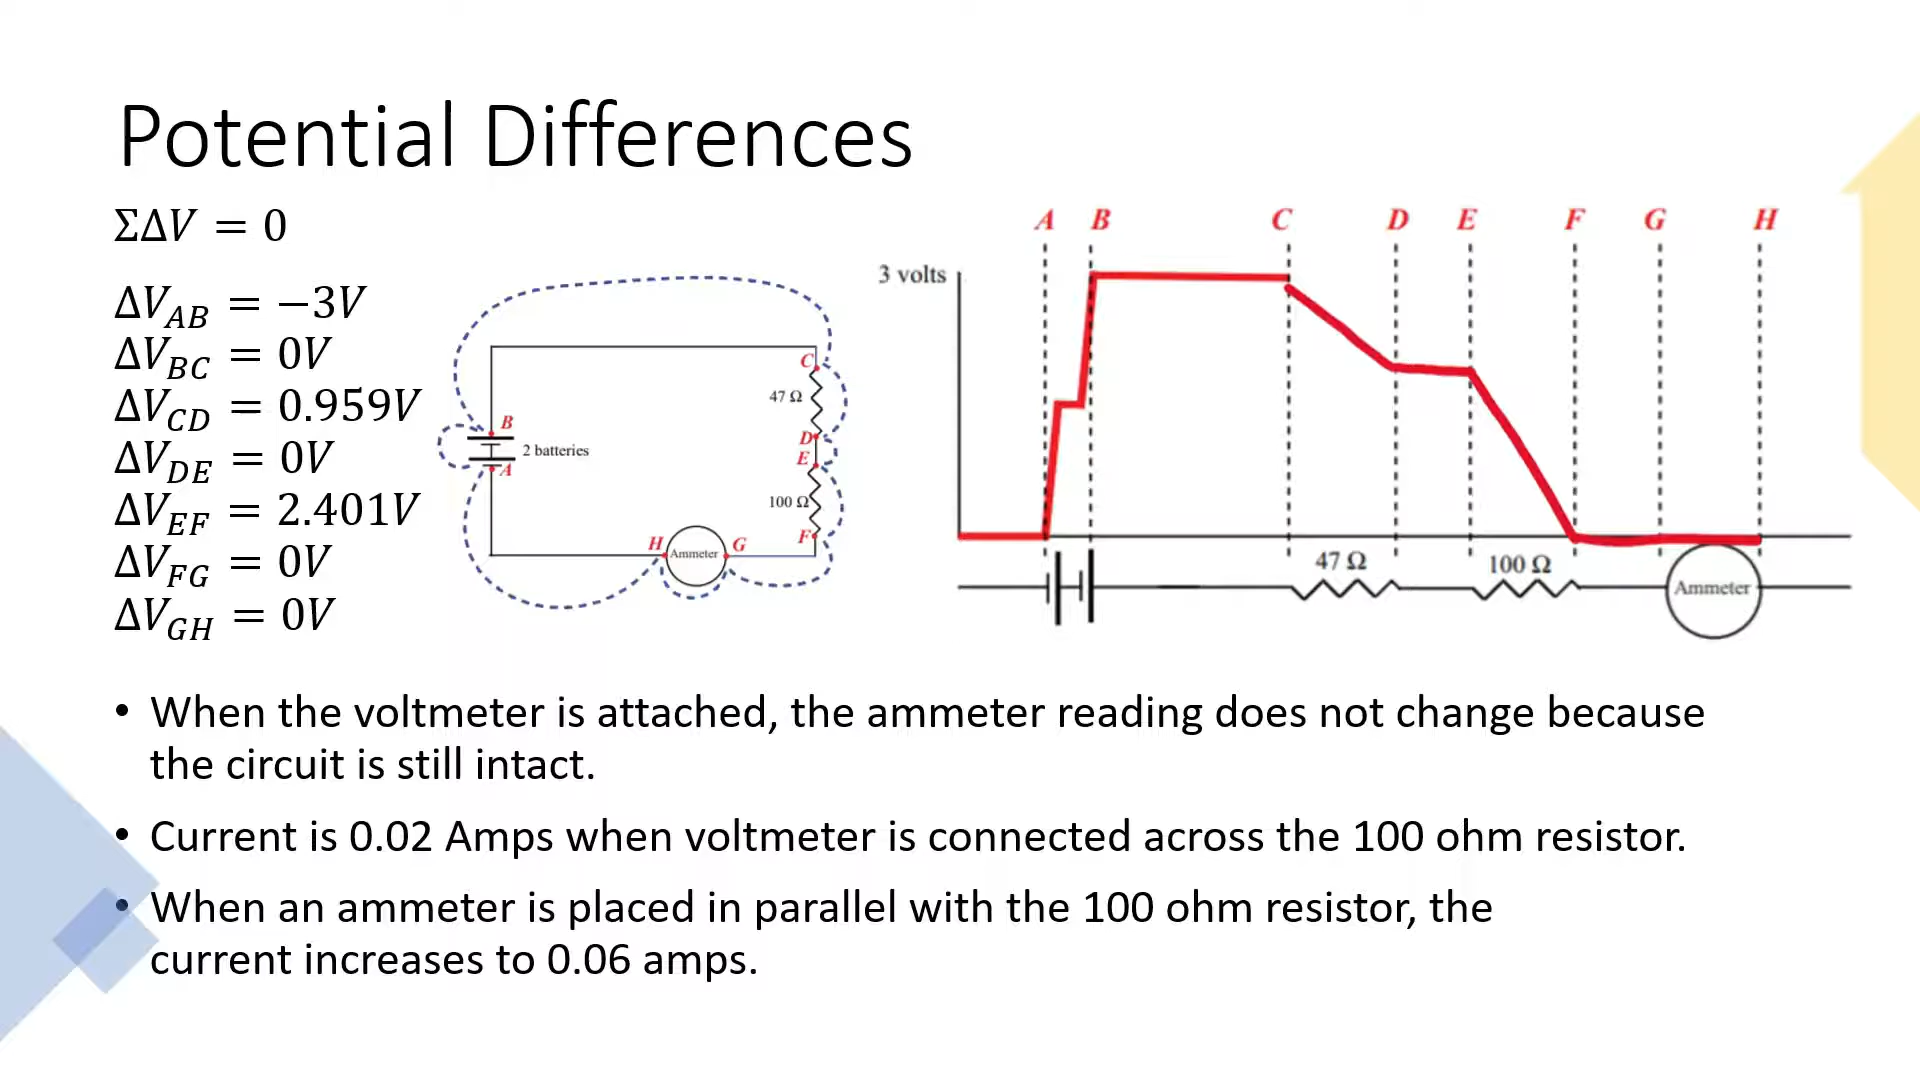 Potential Differences
ΣΔV = 0
ΔV_AB = −3V
ΔV_BC = 0V
ΔV_CD = 0.959V
ΔV_DE = 0V
ΔV_EF = 2.401V
ΔV_FG = 0V
ΔV_GH = 0V
C
47 Ω
B
D
2 batteries
E
A
100 Ω
F
H
Ammeter
G
A B C D E F G H
3 volts
47 Ω
100 Ω
Ammeter
• When the voltmeter is attached, the ammeter reading does not change because
the circuit is still intact.
• Current is 0.02 Amps when voltmeter is connected across the 100 ohm resistor.
• When an ammeter is placed in parallel with the 100 ohm resistor, the
current increases to 0.06 amps.